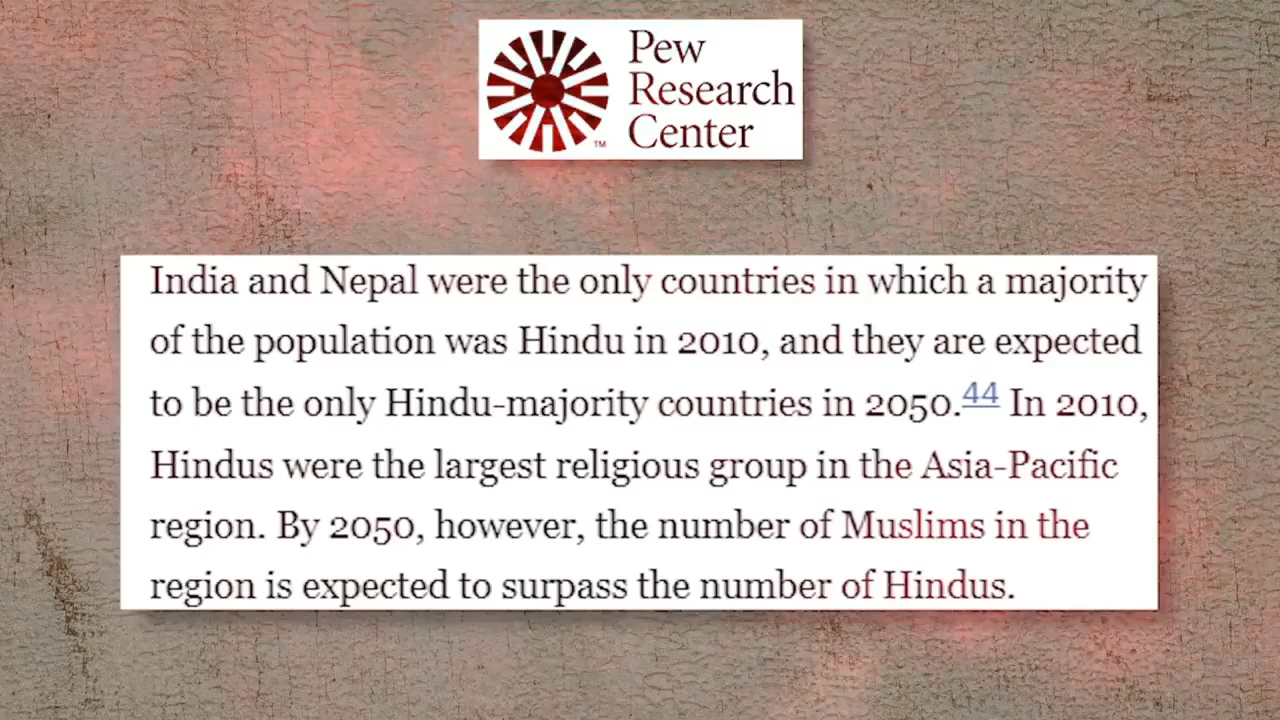 Pew
Research
Center
TM
India and Nepal were the only countries in which a majority
of the population was Hindu in 2010, and they are expected
to be the only Hindu-majority countries in 2050.44 In 2010,
Hindus were the largest religious group in the Asia-Pacific
region. By 2050, however, the number of Muslims in the
region is expected to surpass the number of Hindus.